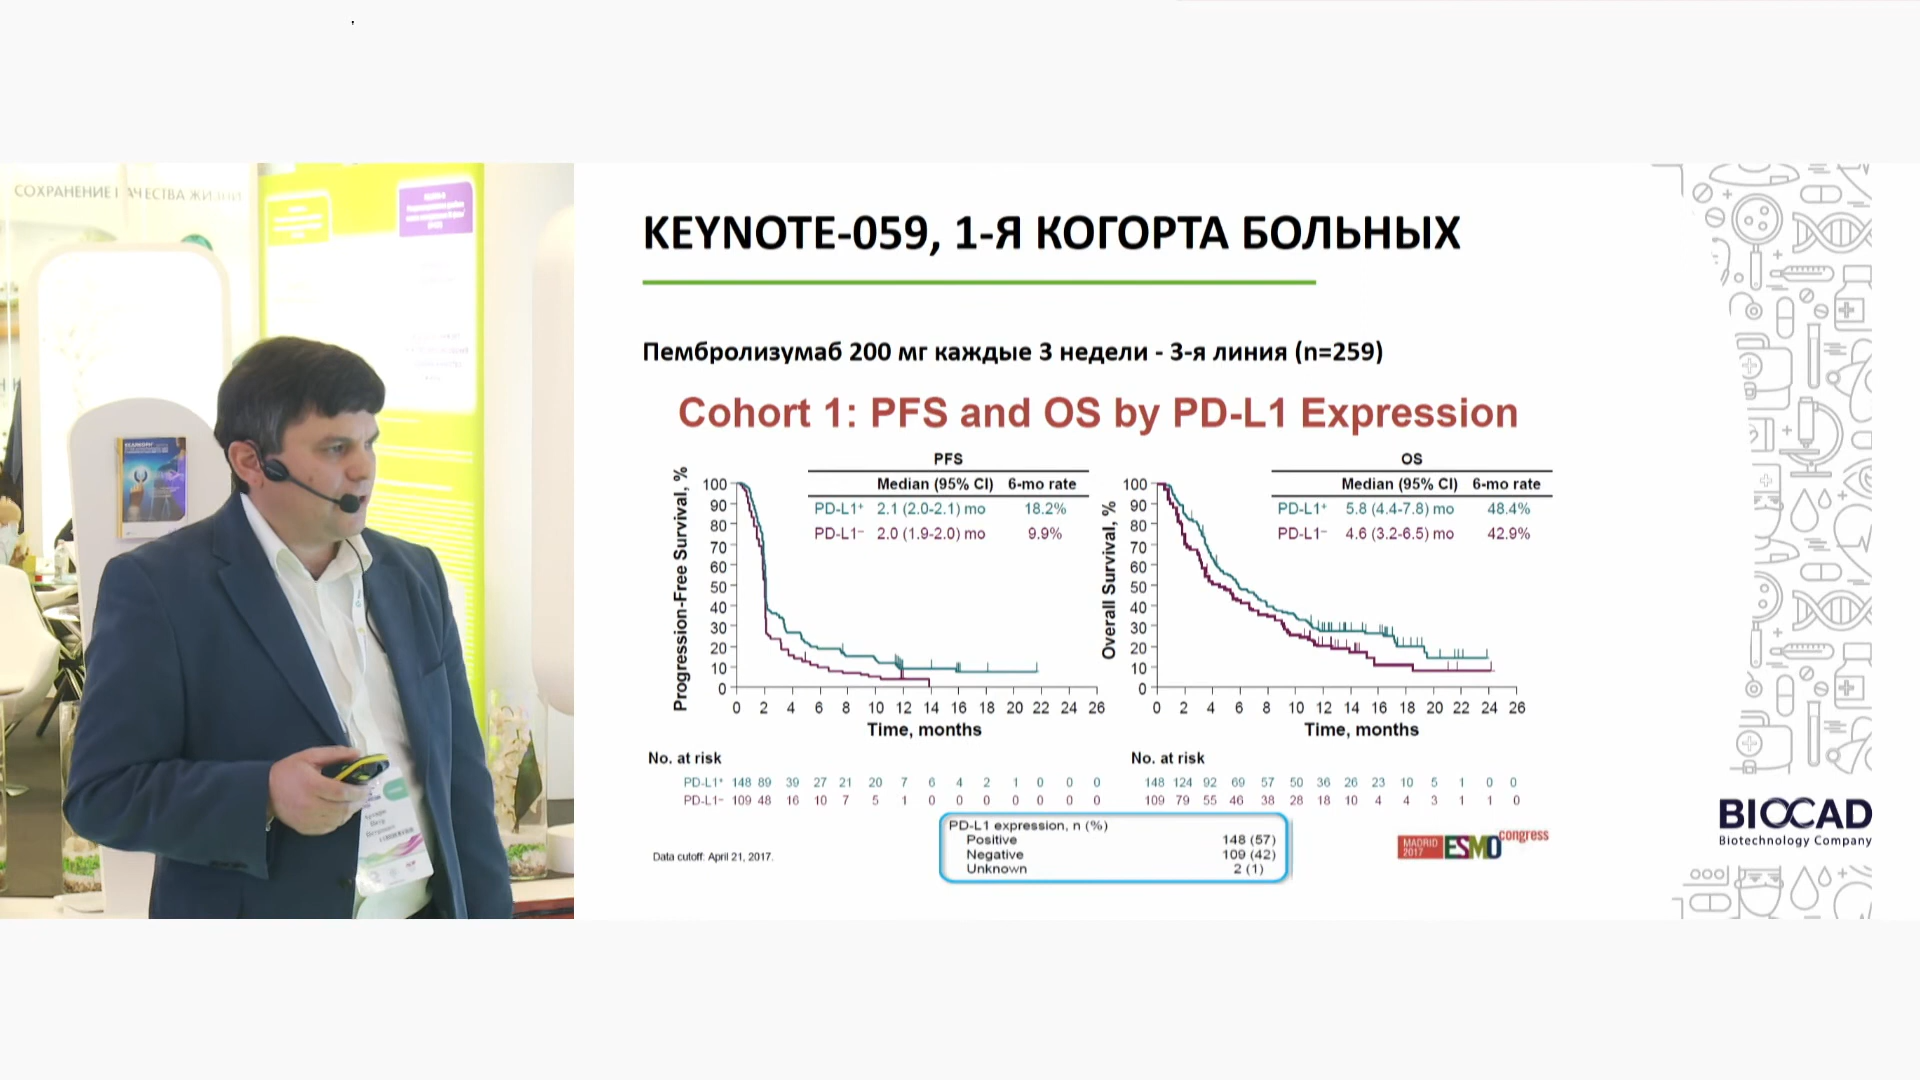 СОХРАНЕНИЕ КАЧЕСТВА ЖИЗНИ
KEYNOTE-059, 1-Я КОГОРТА БОЛЬНЫХ
Пембролизумаб 200 мг каждые 3 недели - 3-я линия (n=259)
Cohort 1: PFS and OS by PD-L1 Expression
PFS
Median (95% CI) 6-mo rate
PD-L1+ 2.1 (2.0-2.1) mo 18.2%
PD-L1– 2.0 (1.9-2.0) mo 9.9%
Progression-Free Survival, %
100
90
80
70
60
50
40
30
20
10
0
0 2 4 6 8 10 12 14 16 18 20 22 24 26
Time, months
No. at risk
PD-L1+ 148 89 39 27 21 20 7 6 4 2 1 0 0 0
PD-L1– 109 48 16 10 7 5 1 0 0 0 0 0 0 0
OS
Median (95% CI) 6-mo rate
PD-L1+ 5.8 (4.4-7.8) mo 48.4%
PD-L1– 4.6 (3.2-6.5) mo 42.9%
Overall Survival, %
100
90
80
70
60
50
40
30
20
10
0
0 2 4 6 8 10 12 14 16 18 20 22 24 26
Time, months
No. at risk
148 124 92 69 57 50 36 26 23 10 5 1 0 0
109 79 55 46 38 28 18 10 4 4 3 1 1 0
PD-L1 expression, n (%)
Positive 148 (57)
Negative 109 (42)
Unknown 2 (1)
Data cutoff: April 21, 2017.
MADRID
2017
ESMO congress
BIOCAD
Biotechnology Company